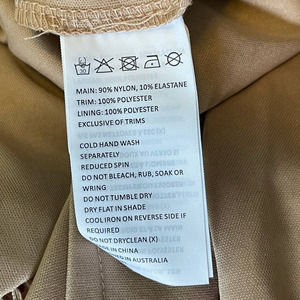 MAIN: 90% NYLON, 10% ELASTANE
TRIM: 100% POLYESTER
LINING: 100% POLYESTER
EXCLUSIVE OF TRIMS
COLD HAND WASH
SEPARATELY
REDUCED SPIN
DO NOT BLEACH, RUB, SOAK OR
WRING
DO NOT TUMBLE DRY
DRY FLAT IN SHADE
COOL IRON ON REVERSE SIDE IF
REQUIRED
DO NOT DRYCLEAN (X)
IN CHINA
IN AUSTRALIA